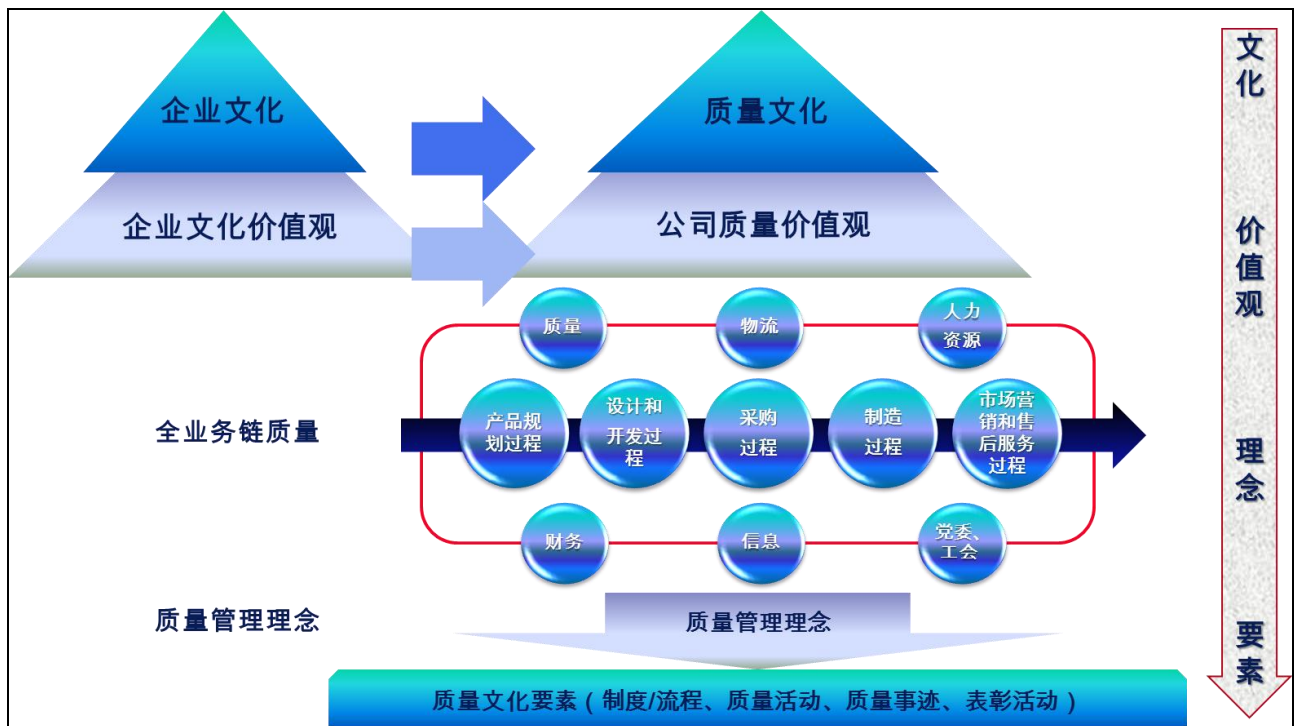 企业文化
质量文化
企业文化价值观
公司质量价值观
质量
物流
人力
资源
全业务链质量
产品规
划过程
设计和
开发过
程
采购
过程
制造
过程
市场营
销和售
后服务
过程
财务
信息
党委、
工会
质量管理理念
质量管理理念
质量文化要素（制度/流程、质量活动、质量事迹、表彰活动）
文化
价值观
理念
要素